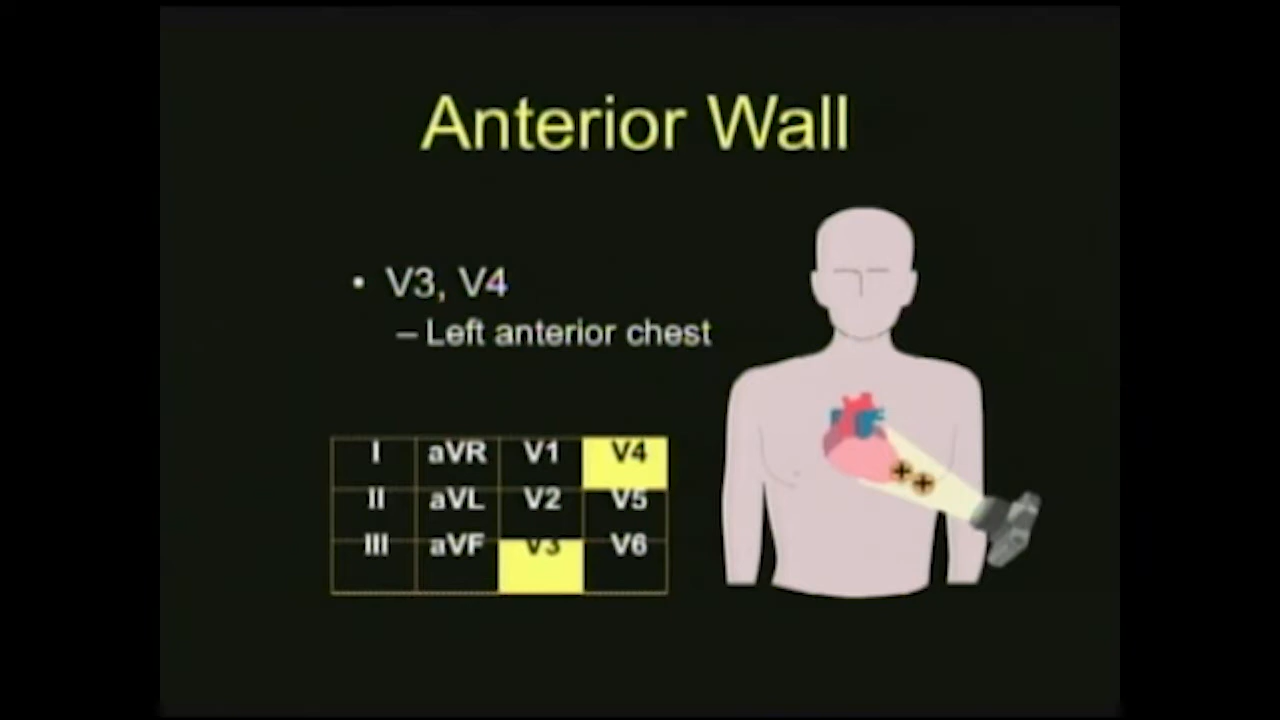 Anterior Wall
• V3, V4
– Left anterior chest
I aVR V1 V4
II aVL V2 V5
III aVF V3 V6